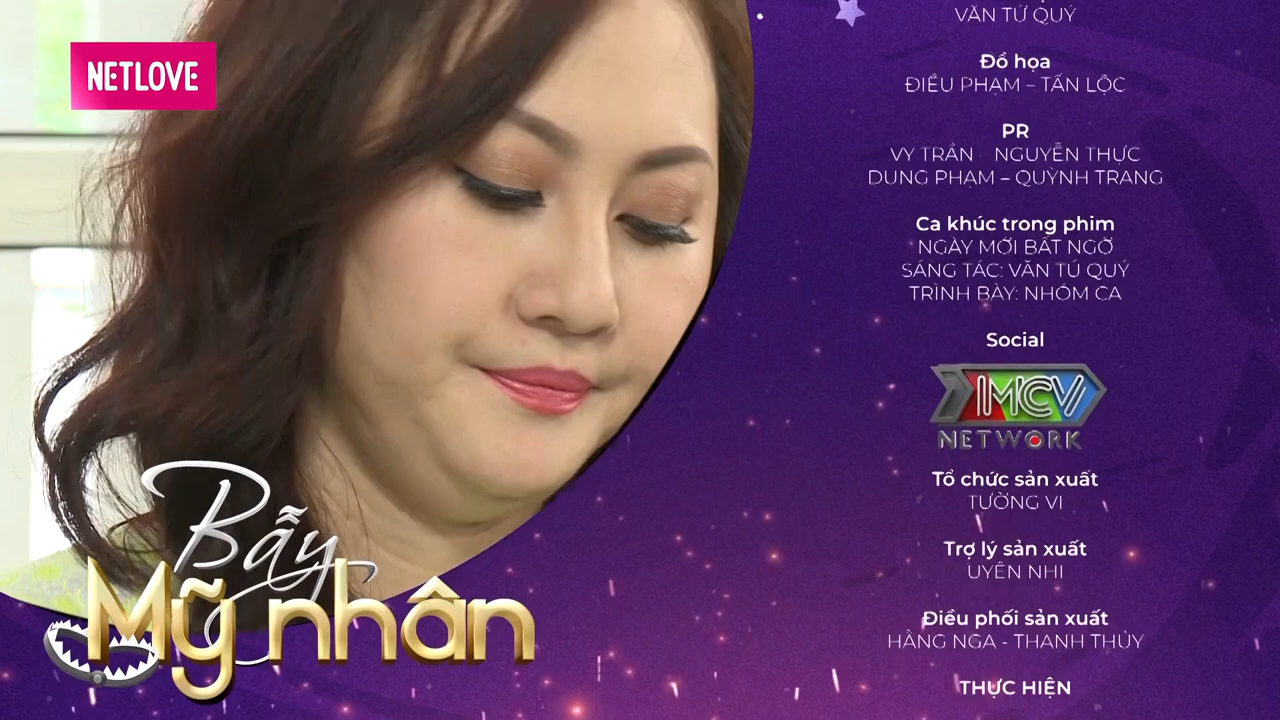 NETLOVE
Bẫy
Mỹ nhân
VĂN TỨ QUÝ
Đồ họa
ĐIỀU PHẠM – TẤN LỘC
PR
VY TRẦN NGUYỄN THỰC
DUNG PHẠM – QUỲNH TRANG
Ca khúc trong phim
NGÀY MỚI BẤT NGỜ
SÁNG TÁC: VĂN TÚ QUÝ
TRÌNH BÀY: NHÓM CA
Social
MCV
NETWORK
Tổ chức sản xuất
TƯỜNG VI
Trợ lý sản xuất
UYÊN NHI
Điều phối sản xuất
HẰNG NGA - THANH THỦY
THỰC HIỆN